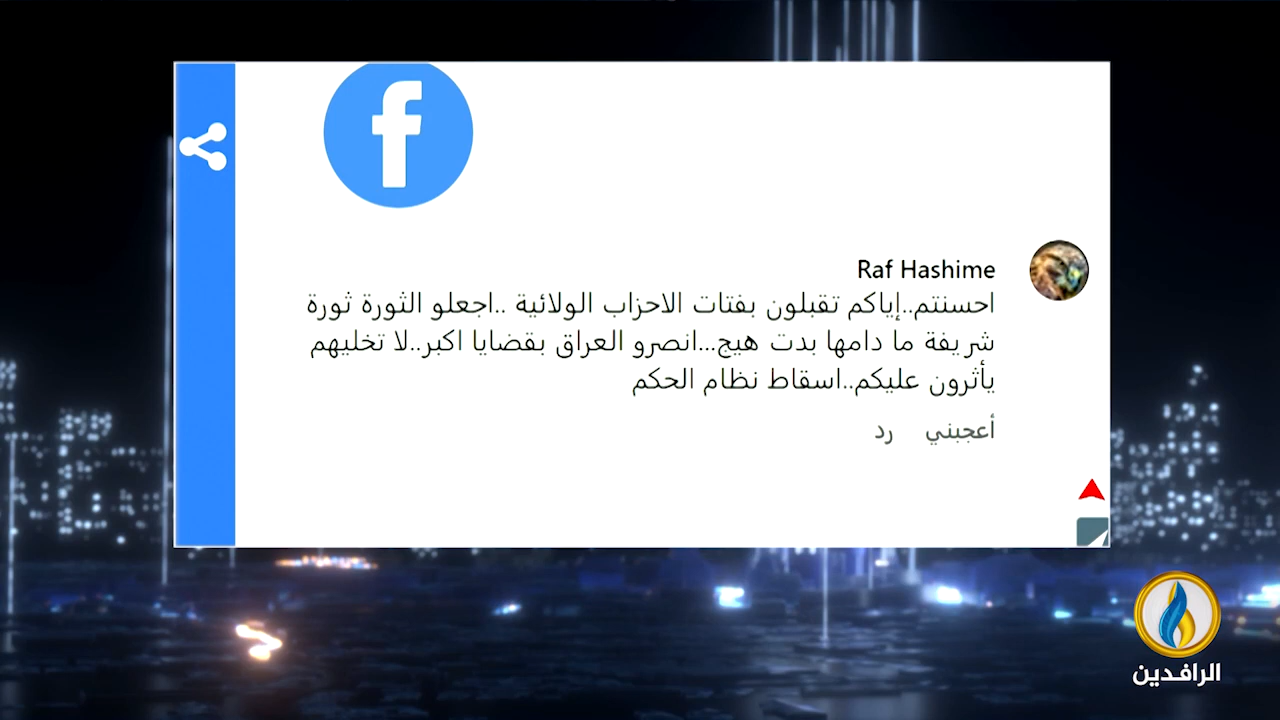 f
Raf Hashime
احسنتم..إياكم تقبلون بفتات الاحزاب الولائية ..اجعلو الثورة ثورة
شريفة ما دامها بدت هيج...انصرو العراق بقضايا اكبر..لا تخليهم
يأثرون عليكم..اسقاط نظام الحكم
أعجبني رد
الرافدين